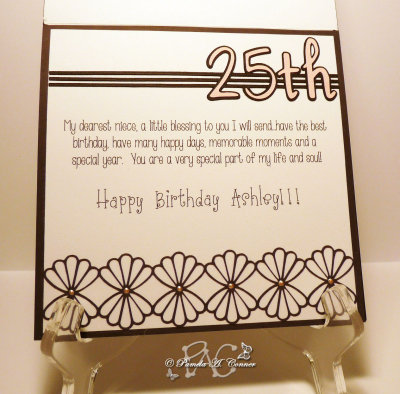 25th
My dearest niece, a little blessing to you I will send...have the best
birthday, have many happy days, memorable moments and a
special year. You are a very special part of my life and soul!
Happy Birthday Ashley!!!
PAC
© Pamela A. Conner